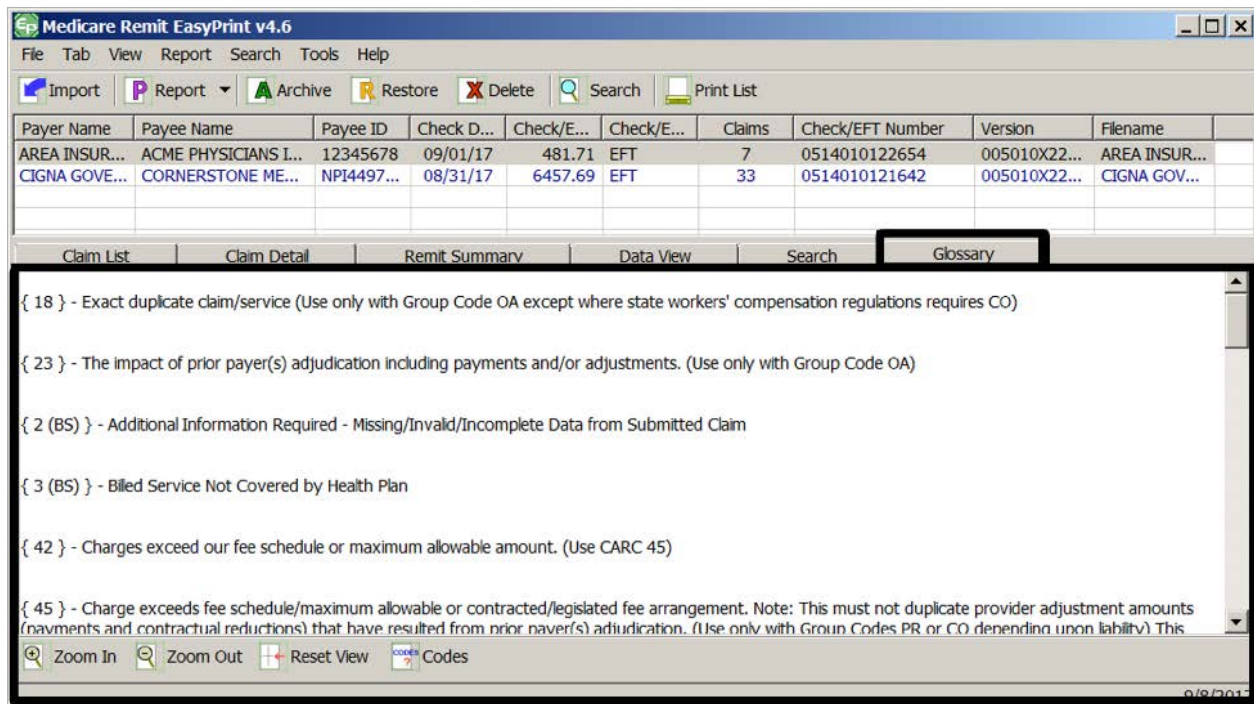 Medicare Remit EasyPrint v4.6
File Tab View Report Search Tools Help
Import Report Archive Restore Delete Search Print List
Payer Name Payee Name Payee ID Check D... Check/E... Check/E... Claims Check/EFT Number Version Filename
AREA INSUR... ACME PHYSICIANS I... 12345678 09/01/17 481.71 EFT 7 0514010122654 005010X22... AREA INSUR...
CIGNA GOVE... CORNERSTONE ME... NPI4497... 08/31/17 6457.69 EFT 33 0514010121642 005010X22... CIGNA GOV...
Claim List Claim Detail Remit Summary Data View Search Glossary
{ 18 } - Exact duplicate claim/service (Use only with Group Code OA except where state workers' compensation regulations requires CO)
{ 23 } - The impact of prior payer(s) adjudication including payments and/or adjustments. (Use only with Group Code OA)
{ 2 (BS) } - Additional Information Required - Missing/Invalid/Incomplete Data from Submitted Claim
{ 3 (BS) } - Billed Service Not Covered by Health Plan
{ 42 } - Charges exceed our fee schedule or maximum allowable amount. (Use CARC 45)
{ 45 } - Charge exceeds fee schedule/maximum allowable or contracted/legislated fee arrangement. Note: This must not duplicate provider adjustment amounts
(payments and contractual reductions) that have resulted from prior payer(s) adjudication. (Use only with Group Codes PR or CO depending upon liability) This
Zoom In Zoom Out Reset View Codes
9/8/2017